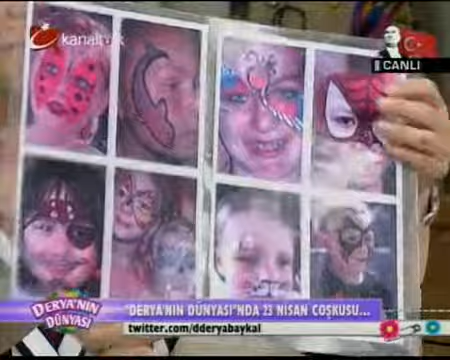 kanaltürk
CANLI
DERYA'NIN
DÜNYASI
"DERYA'NIN DÜNYASI"NDA 23 NİSAN COŞKUSU...
twitter.com/dderyabaykal